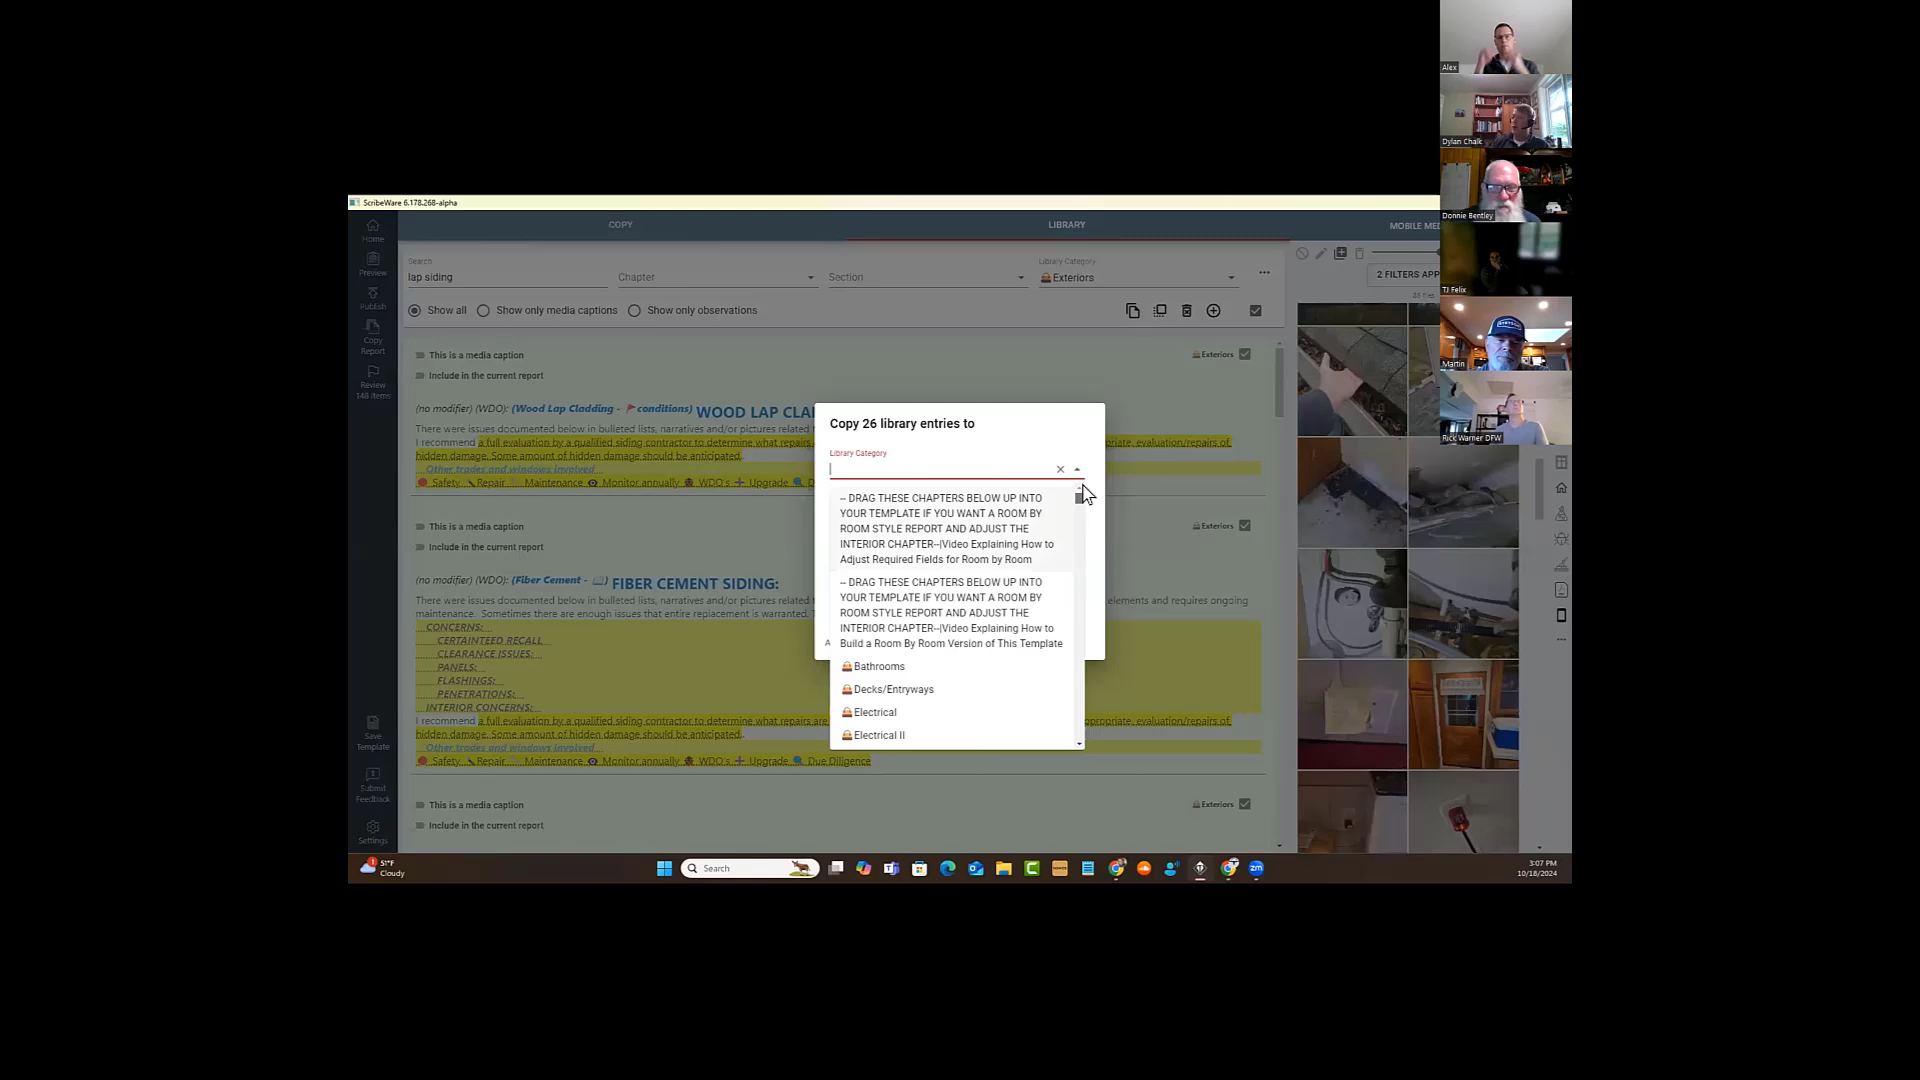 Alex
Dylan Chalk
Donnie Bentley
TJ Felix
Martin
Rick Warner DFW
ScribeWare 6.178.268-alpha
Home
Preview
Publish
Copy
Report
Review
148 items
Save
Template
Submit
Feedback
Settings
COPY
LIBRARY
MOBILE MED
Search
lap siding
Chapter
Section
Library Category
Exteriors
2 FILTERS APP
Show all
Show only media captions
Show only observations
This is a media caption
Exteriors
Include in the current report
(no modifier) (WDO): (Wood Lap Cladding - conditions) WOOD LAP CLA
There were issues documented below in bulleted lists, narratives and/or pictures related
I recommend a full evaluation by a qualified siding contractor to determine what repairs
propriate, evaluation/repairs of
hidden damage. Some amount of hidden damage should be anticipated.
Other trades and windows involved
Safety Repair Maintenance Monitor annually WDO's Upgrade D
This is a media caption
Exteriors
Include in the current report
(no modifier) (WDO): (Fiber Cement - ) FIBER CEMENT SIDING:
There were issues documented below in bulleted lists, narratives and/or pictures related
elements and requires ongoing
maintenance. Sometimes there are enough issues that entire replacement is warranted.
CONCERNS:
CERTAINTEED RECALL
CLEARANCE ISSUES:
PANELS:
FLASHINGS:
PENETRATIONS:
INTERIOR CONCERNS:
I recommend a full evaluation by a qualified siding contractor to determine what repairs are
propriate, evaluation/repairs of
hidden damage. Some amount of hidden damage should be anticipated.
Other trades and windows involved
Safety Repair Maintenance Monitor annually WDO's Upgrade Due Diligence
This is a media caption
Exteriors
Include in the current report
Copy 26 library entries to
Library Category
-- DRAG THESE CHAPTERS BELOW UP INTO
YOUR TEMPLATE IF YOU WANT A ROOM BY
ROOM STYLE REPORT AND ADJUST THE
INTERIOR CHAPTER--|Video Explaining How to
Adjust Required Fields for Room by Room
-- DRAG THESE CHAPTERS BELOW UP INTO
YOUR TEMPLATE IF YOU WANT A ROOM BY
ROOM STYLE REPORT AND ADJUST THE
INTERIOR CHAPTER--|Video Explaining How to
Build a Room By Room Version of This Template
Bathrooms
Decks/Entryways
Electrical
Electrical II
1
51°F
Cloudy
Search
3:07 PM
10/18/2024